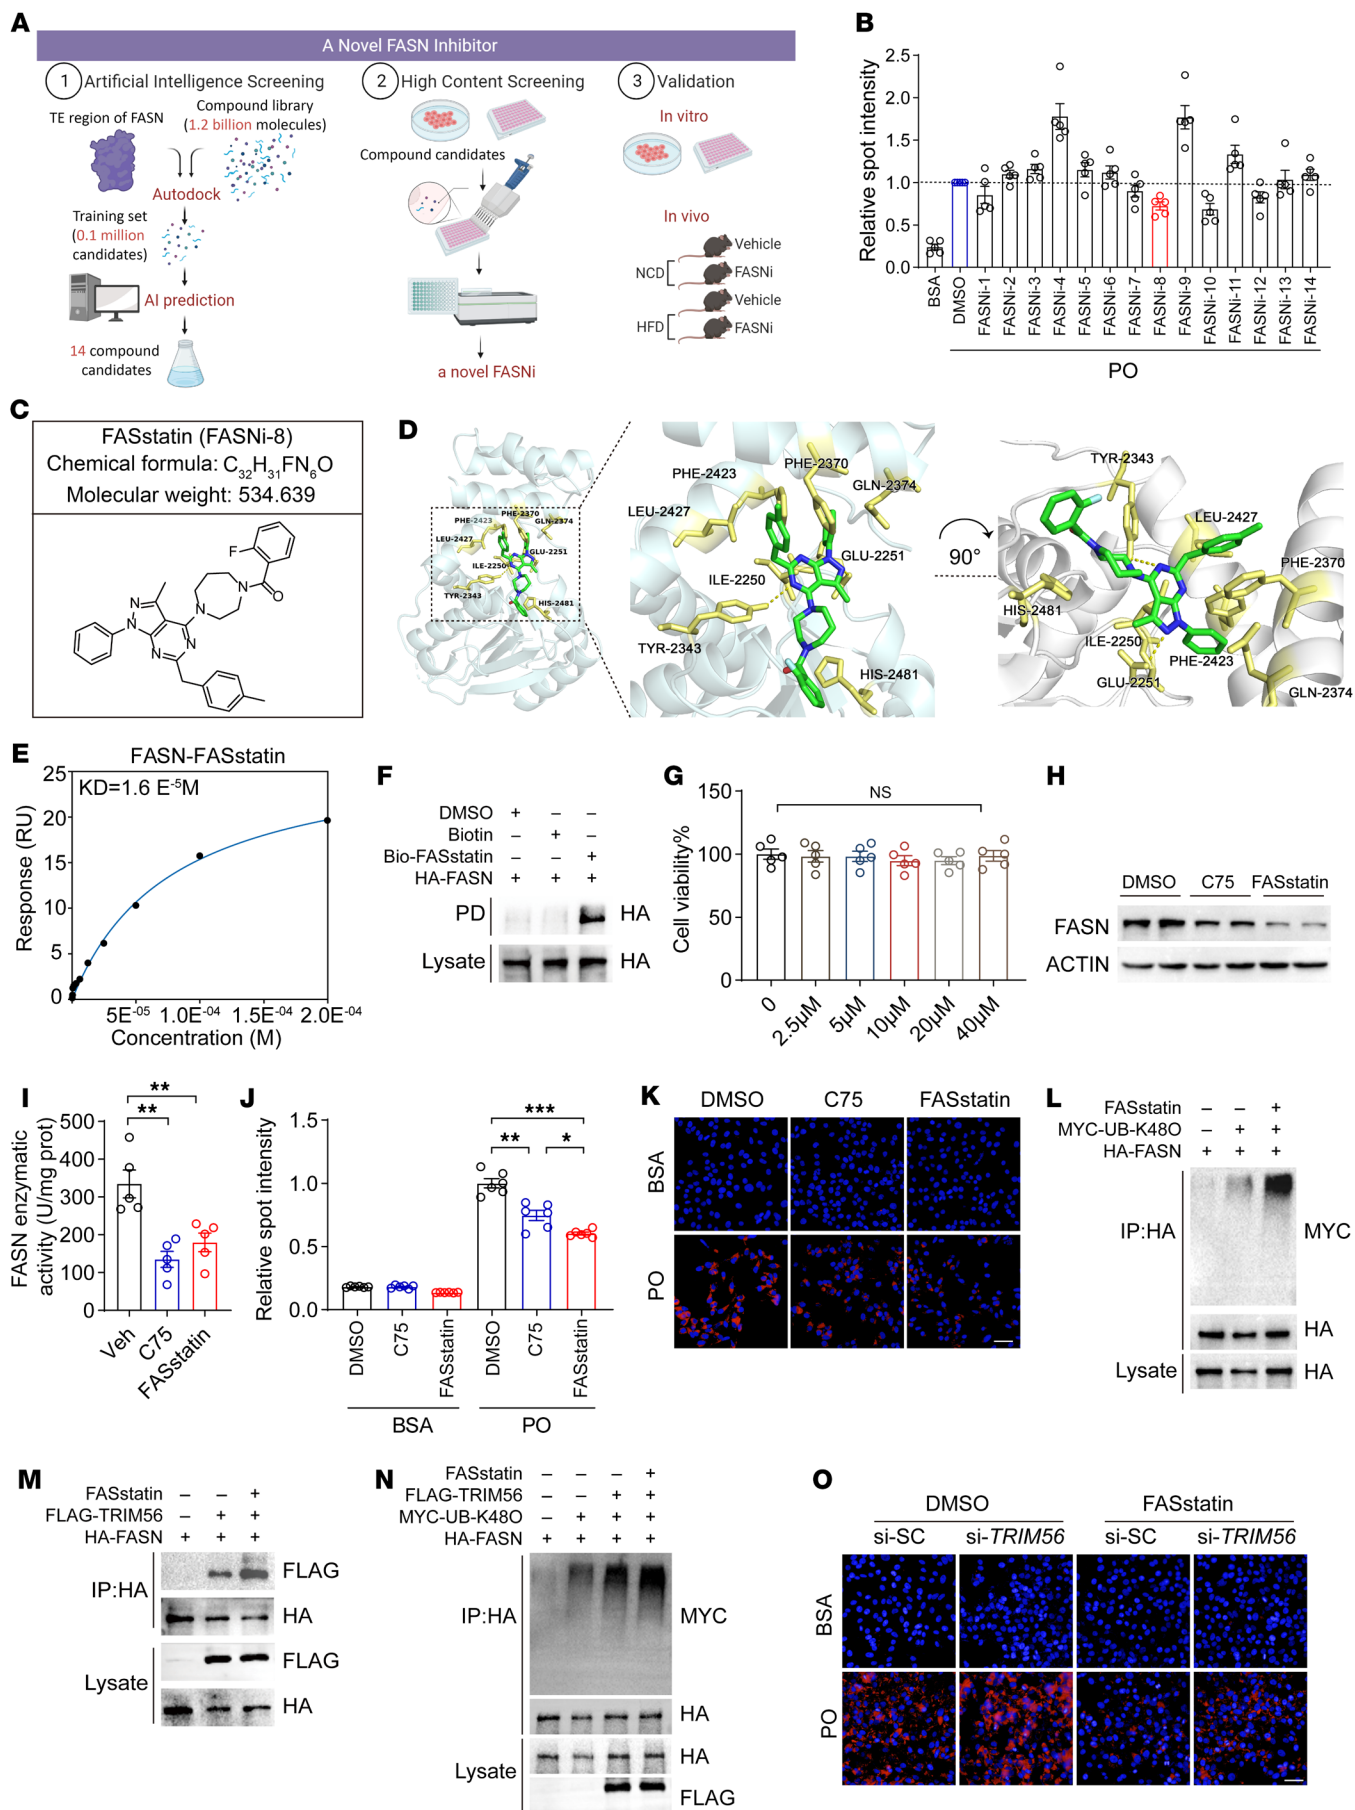 A
A Novel FASN Inhibitor
1 Artificial Intelligence Screening
TE region of FASN
Compound library
(1.2 billion molecules)
Autodock
Training set
(0.1 million
candidates)
AI prediction
14 compound
candidates
2 High Content Screening
Compound candidates
a novel FASNi
3 Validation
In vitro
In vivo
Vehicle
NCD FASNi
Vehicle
HFD FASNi
B
Relative spot intensity
2.5
2.0
1.5
1.0
0.5
0.0
BSA
DMSO
FASNi-1
FASNi-2
FASNi-3
FASNi-4
FASNi-5
FASNi-6
FASNi-7
FASNi-8
FASNi-9
FASNi-10
FASNi-11
FASNi-12
FASNi-13
FASNi-14
PO
C
FASstatin (FASNi-8)
Chemical formula: C32H31FN6O
Molecular weight: 534.639
F
N
O
N
N
N
N
N
D
PHE-2423
PHE-2370
GLN-2374
LEU-2427
GLU-2251
ILE-2250
TYR-2343
HIS-2481
PHE-2423
PHE-2370
GLN-2374
LEU-2427
GLU-2251
ILE-2250
TYR-2343
HIS-2481
90°
TYR-2343
LEU-2427
PHE-2370
HIS-2481
ILE-2250
PHE-2423
GLU-2251
GLN-2374
E
FASN-FASstatin
KD=1.6 E-5M
Response (RU)
25
20
15
10
5
0
5E-05 1.0E-04 1.5E-04 2.0E-04
Concentration (M)
F
DMSO + – –
Biotin – + –
Bio-FASstatin – – +
HA-FASN + + +
PD HA
Lysate HA
G
Cell viability%
150
100
50
0
NS
0
2.5μM
5μM
10μM
20μM
40μM
H
DMSO C75 FASstatin
FASN
ACTIN
I
FASN enzymatic
activity (U/mg prot)
500
400
300
200
100
0
**
**
Veh
C75
FASstatin
J
Relative spot intensity
1.5
1.0
0.5
0.0
***
** *
DMSO
C75
FASstatin
DMSO
C75
FASstatin
BSA PO
K
DMSO C75 FASstatin
BSA
PO
L
FASstatin – – +
MYC-UB-K48O – + +
HA-FASN + + +
IP:HA MYC
HA
Lysate HA
M
FASstatin – – +
FLAG-TRIM56 – + +
HA-FASN + + +
IP:HA FLAG
HA
Lysate FLAG
HA
N
FASstatin – – – +
FLAG-TRIM56 – – + +
MYC-UB-K48O – + + +
HA-FASN + + + +
IP:HA MYC
HA
Lysate HA
FLAG
O
DMSO FASstatin
si-SC si-TRIM56 si-SC si-TRIM56
BSA
PO